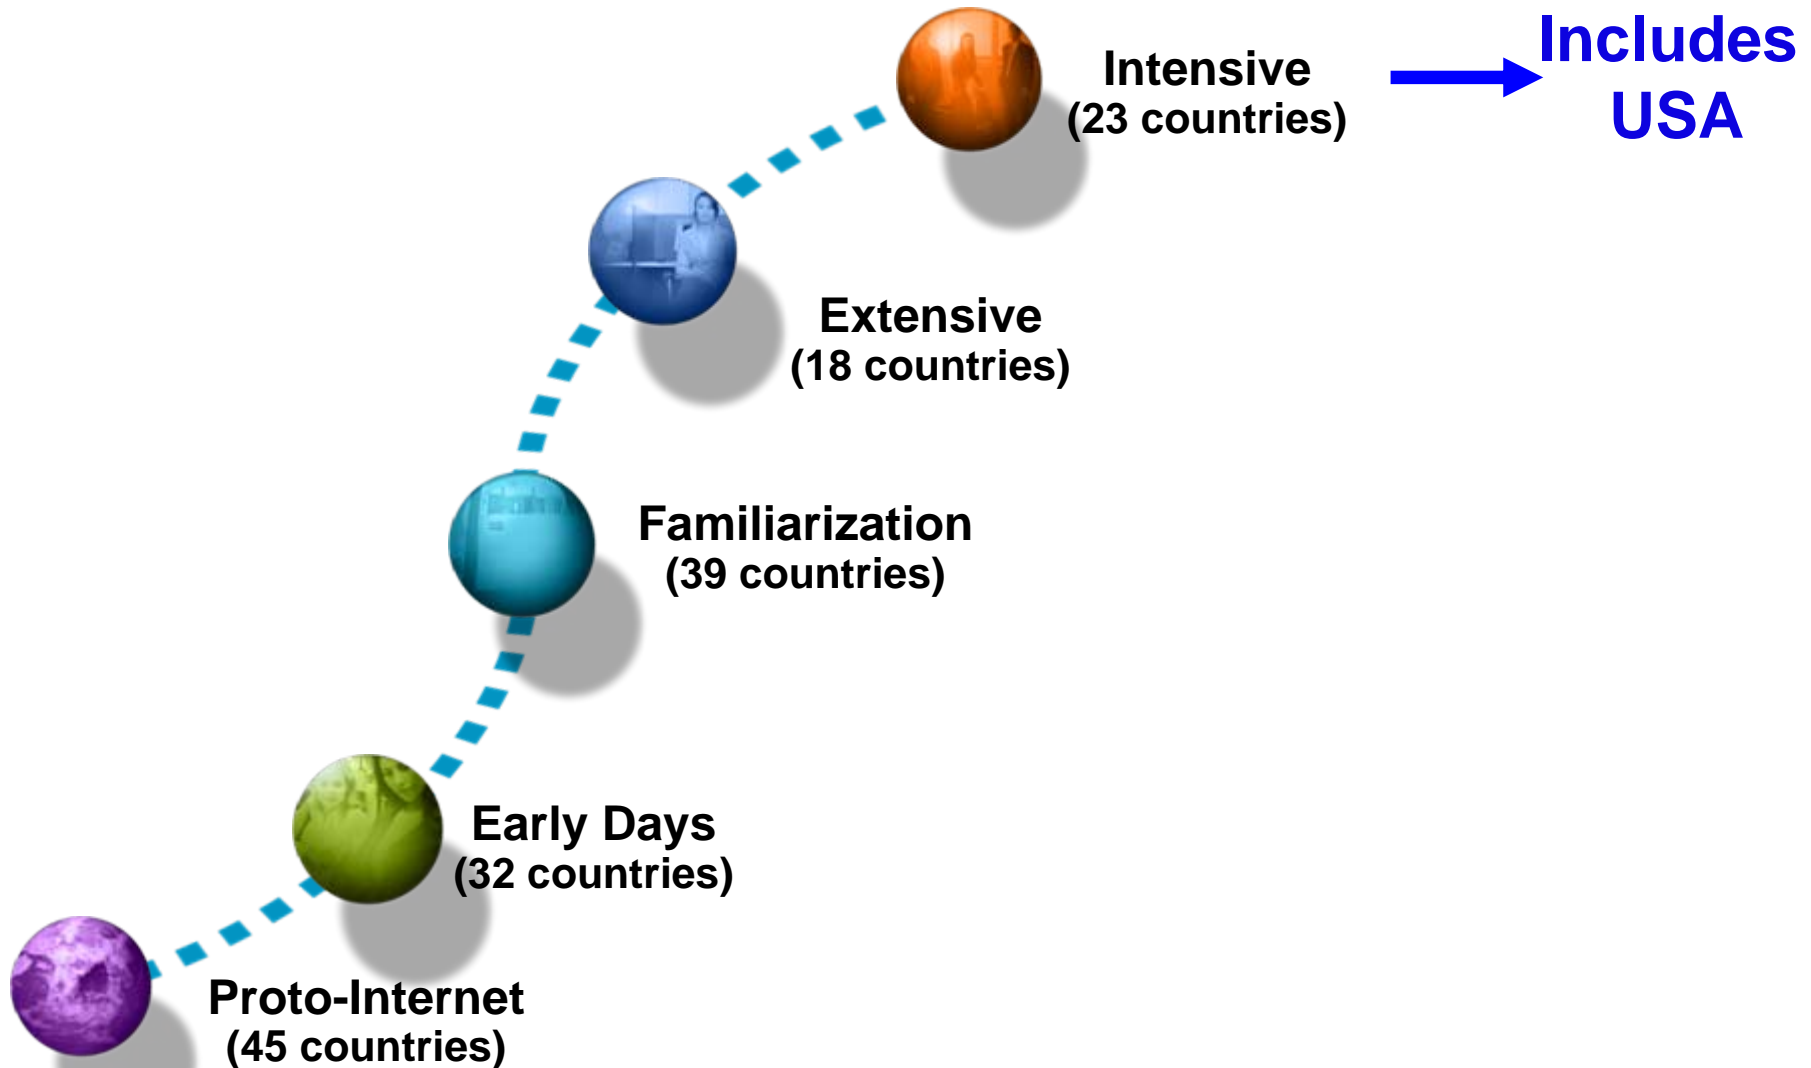 Intensive
(23 countries)
Includes
USA
Extensive
(18 countries)
Familiarization
(39 countries)
Early Days
(32 countries)
Proto-Internet
(45 countries)